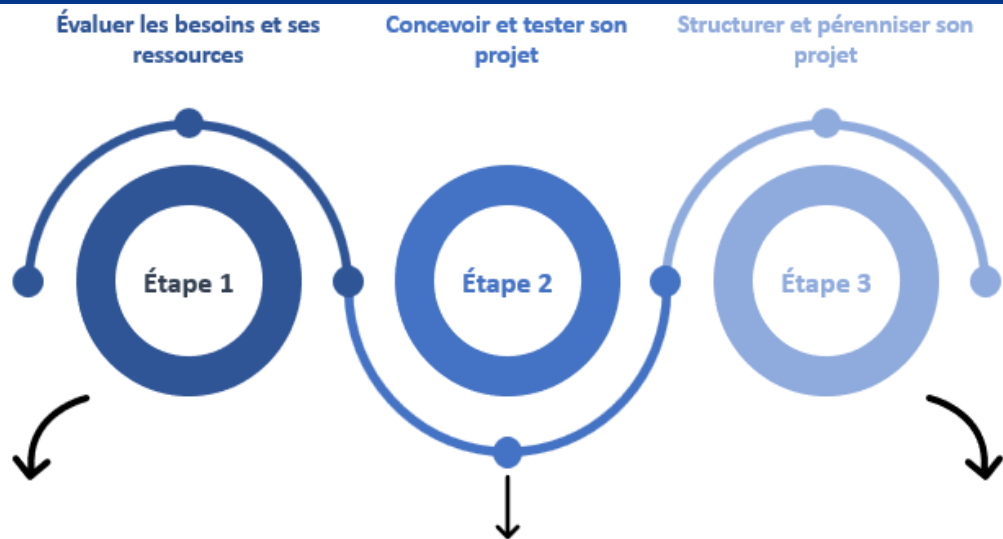 Évaluer les besoins et ses
ressources
Concevoir et tester son
projet
Structurer et pérenniser son
projet
Étape 1
Étape 2
Étape 3